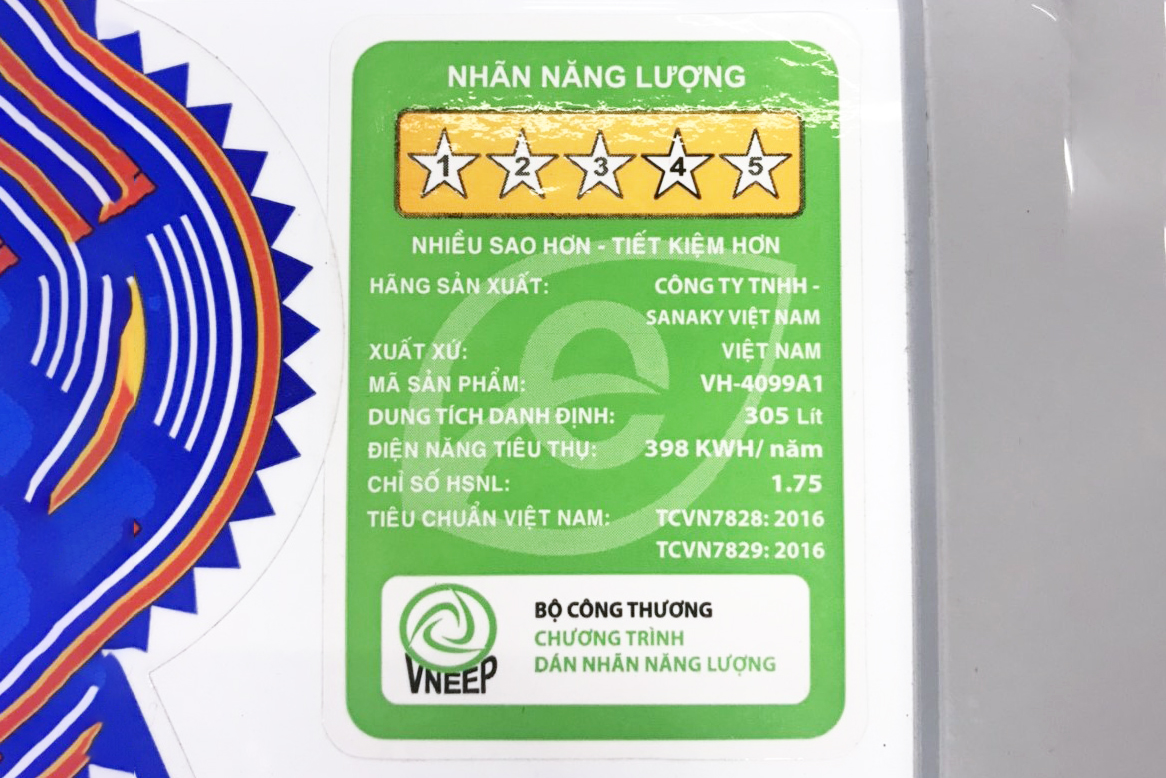 NHÃN NĂNG LƯỢNG
1 2 3 4 5
NHIỀU SAO HƠN - TIẾT KIỆM HƠN
HÃNG SẢN XUẤT: CÔNG TY TNHH -
SANAKY VIỆT NAM
XUẤT XỨ: VIỆT NAM
MÃ SẢN PHẨM: VH-4099A1
DUNG TÍCH DANH ĐỊNH: 305 Lít
ĐIỆN NĂNG TIÊU THỤ: 398 KWH/ năm
CHỈ SỐ HSNL: 1.75
TIÊU CHUẨN VIỆT NAM: TCVN7828: 2016
TCVN7829: 2016
BỘ CÔNG THƯƠNG
CHƯƠNG TRÌNH
DÁN NHÃN NĂNG LƯỢNG
VNEEP